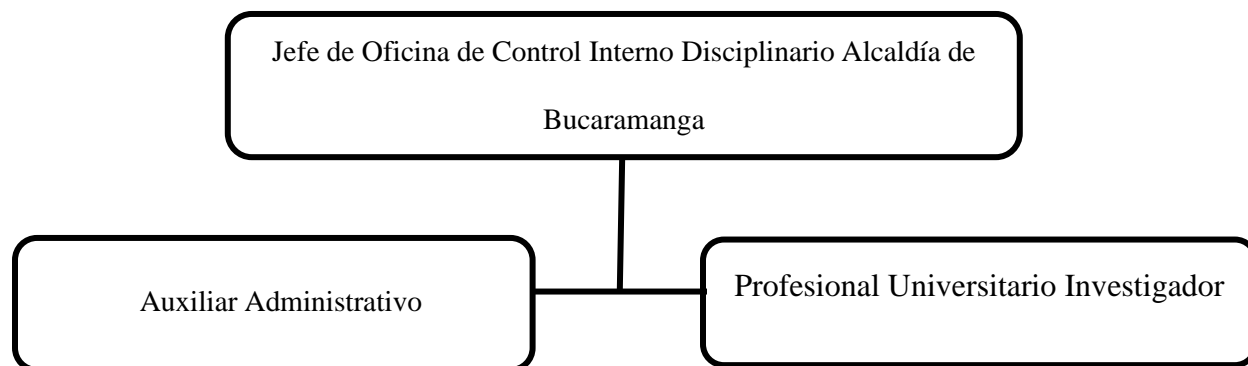 Jefe de Oficina de Control Interno Disciplinario Alcaldía de
Bucaramanga
Auxiliar Administrativo
Profesional Universitario Investigador